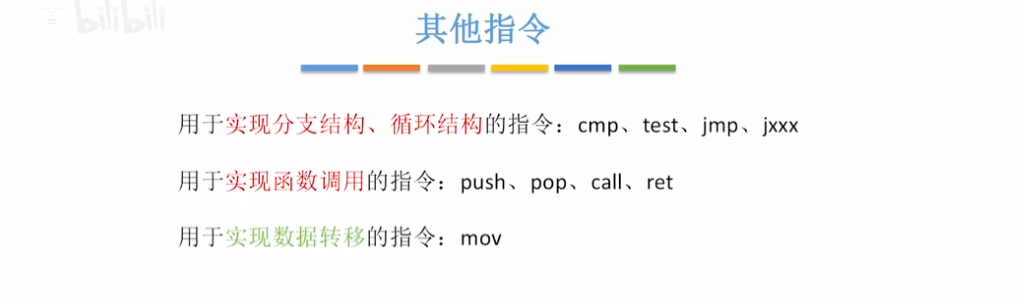 bilibili
其他指令
用于实现分支结构、循环结构的指令：cmp、test、jmp、jxxx
用于实现函数调用的指令：push、pop、call、ret
用于实现数据转移的指令：mov